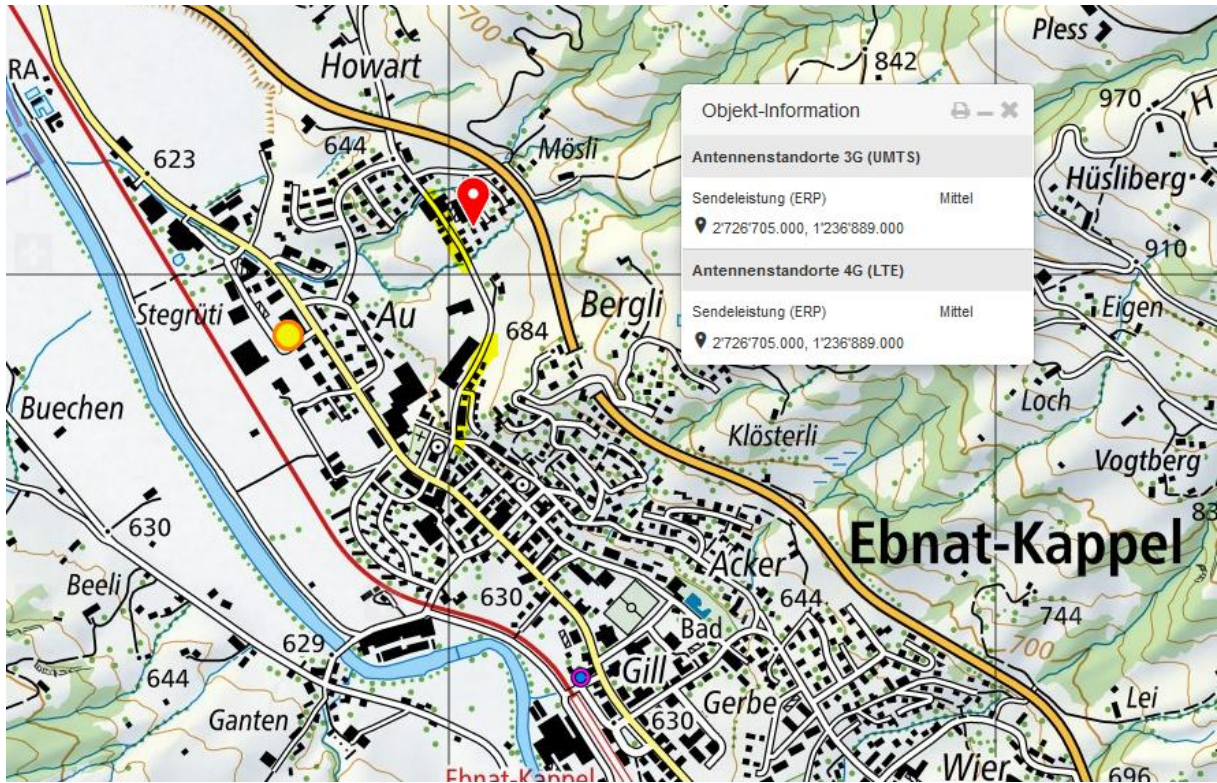 Pless
842
700
Howart
RA
970
H
Objekt-Information
Antennenstandorte 3G (UMTS)
Sendeleistung (ERP) Mittel
2'726'705.000, 1'236'889.000
Antennenstandorte 4G (LTE)
Sendeleistung (ERP) Mittel
2'726'705.000, 1'236'889.000
644
Mösli
623
Hüsliberg
910
Stegrüti
Au
684
Bergli
Eigen
Buechen
Loch
Klösterli
Vogtberg
83
630
Ebnat-Kappel
Beeli
630
Acker
644
744
700
629
Bad
644
Gill
Gerbe
Lei
Ganten
630
Ebnat-Kappel
Wier
696